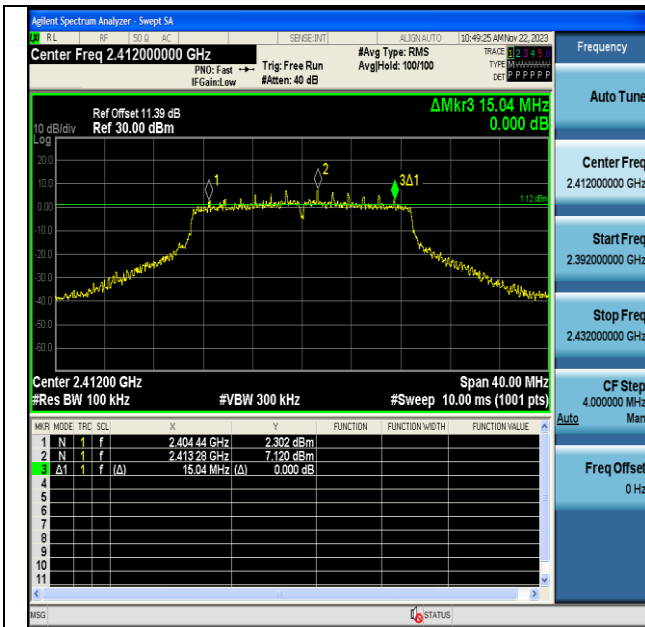 Agilent Spectrum Analyzer - Swept SA
RL RF 50 Ω AC SENSE:INT ALIGN AUTO 10:49:25 AM Nov 22, 2023
Center Freq 2.412000000 GHz
PNO: Fast
IFGain:Low
Trig: Free Run
#Atten: 40 dB
#Avg Type: RMS
Avg|Hold: 100/100
TRACE 1 2 3 4 5 6
TYPE M
DET P P P P P P
Ref Offset 11.39 dB
10 dB/div Ref 30.00 dBm
Log
ΔMkr3 15.04 MHz
0.000 dB
20.0
10.0
0.00
-10.0
-20.0
-30.0
-40.0
-50.0
-60.0
1
2
3Δ1
1.12 dBm
Center 2.41200 GHz Span 40.00 MHz
#Res BW 100 kHz #VBW 300 kHz #Sweep 10.00 ms (1001 pts)
MKR MODE TRC SCL X Y FUNCTION FUNCTION WIDTH FUNCTION VALUE
1 N 1 f 2.404 44 GHz 2.302 dBm
2 N 1 f 2.413 28 GHz 7.120 dBm
3 Δ1 1 f (Δ) 15.04 MHz (Δ) 0.000 dB
4
5
6
7
8
9
10
11
MSG STATUS
Frequency
Auto Tune
Center Freq
2.412000000 GHz
Start Freq
2.392000000 GHz
Stop Freq
2.432000000 GHz
CF Step
4.000000 MHz
Auto Man
Freq Offset
0 Hz